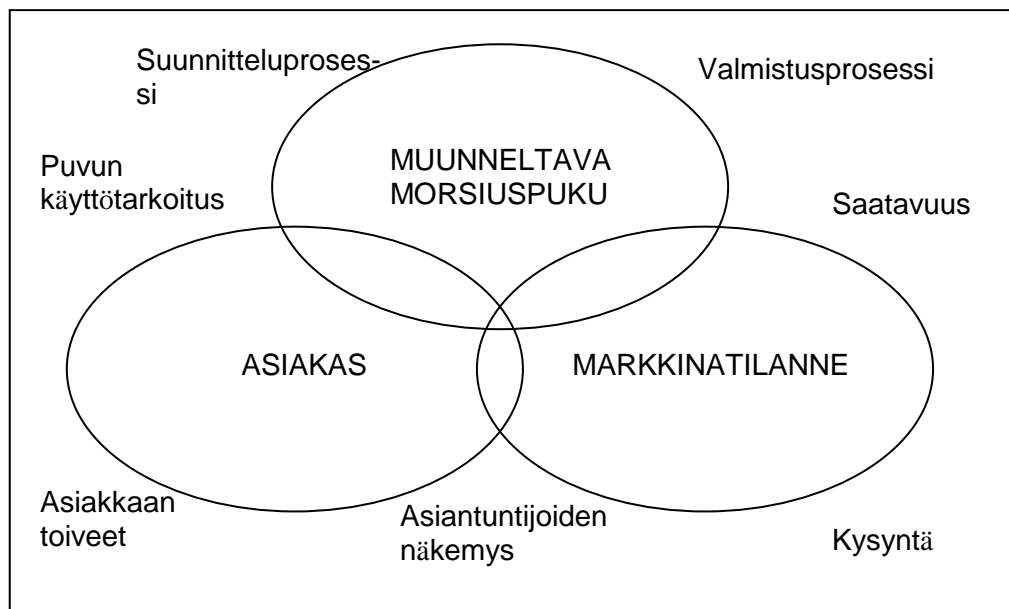 Suunnitteluproses-
si
Valmistusprosessi
MUUNNELTAVA
MORSIUSPUKU
Puvun
käyttötarkoitus
Saatavuus
ASIAKAS
MARKKINATILANNE
Asiakkaan
toiveet
Asiantuntijoiden
näkemys
Kysyntä